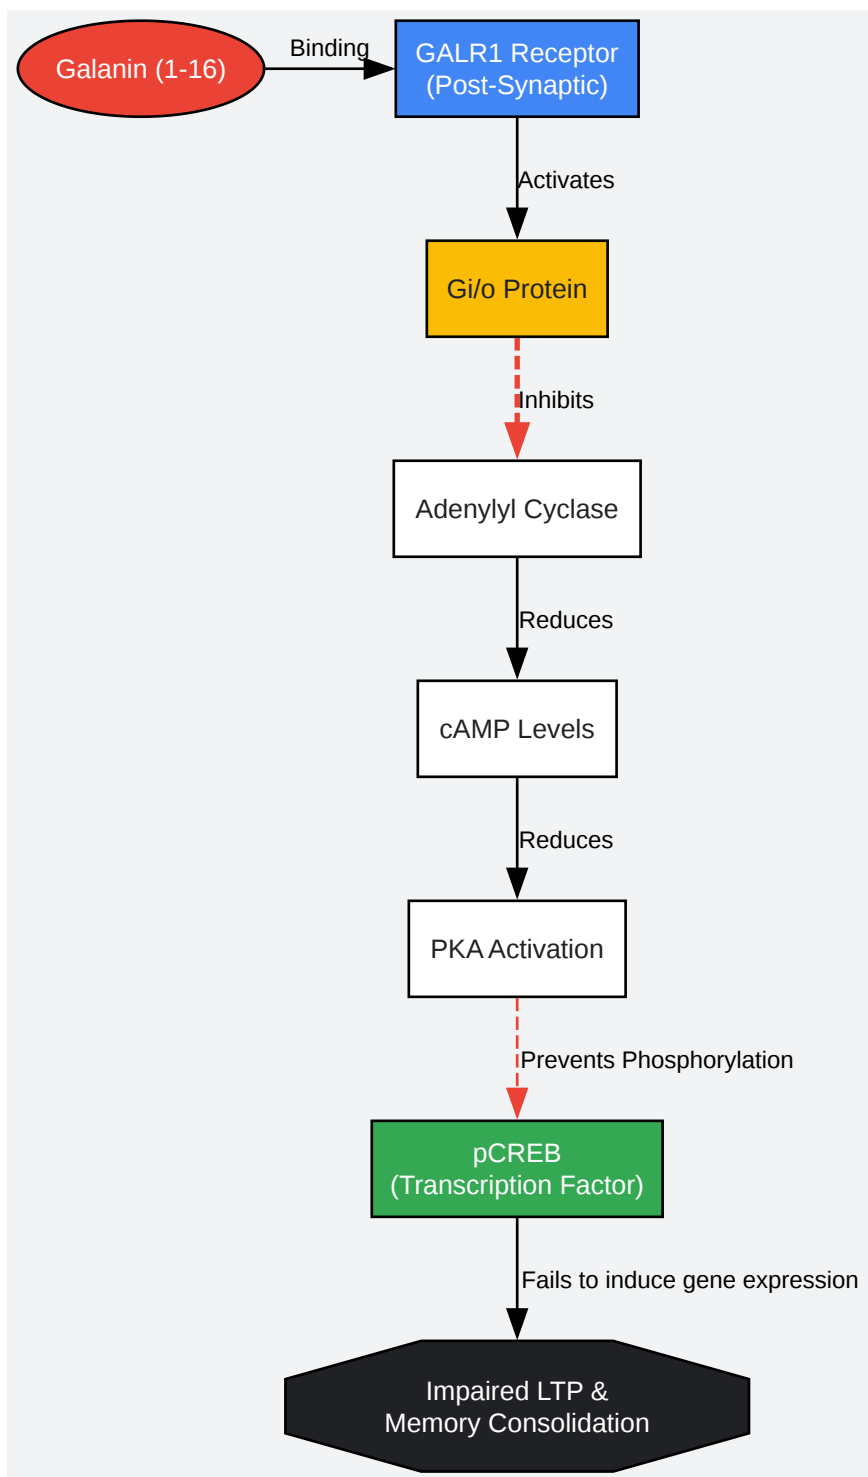 Galanin (1-16)
Binding
GALR1 Receptor
(Post-Synaptic)
Activates
Gi/o Protein
Inhibits
Adenylyl Cyclase
Reduces
cAMP Levels
Reduces
PKA Activation
Prevents Phosphorylation
pCREB
(Transcription Factor)
Fails to induce gene expression
Impaired LTP &
Memory Consolidation